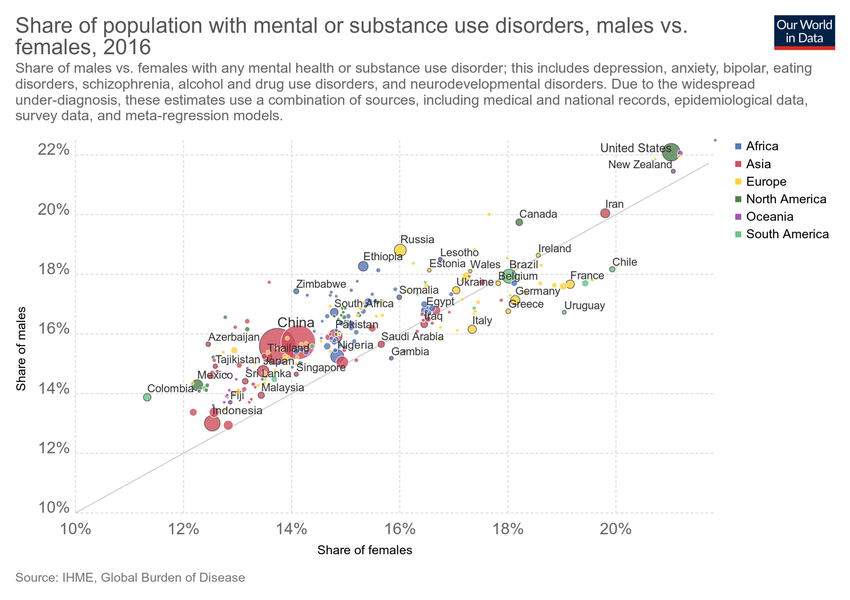 Share of population with mental or substance use disorders, males vs.
females, 2016
Our World
in Data
Share of males vs. females with any mental health or substance use disorder; this includes depression, anxiety, bipolar, eating
disorders, schizophrenia, alcohol and drug use disorders, and neurodevelopmental disorders. Due to the widespread
under-diagnosis, these estimates use a combination of sources, including medical and national records, epidemiological data,
survey data, and meta-regression models.
22%
20%
18%
16%
14%
12%
10%
Share of males
United States
New Zealand
Iran
Canada
Russia
Ireland
Lesotho
Ethiopia
Estonia
Wales
Brazil
Chile
Belgium
France
Zimbabwe
Somalia
Ukraine
Germany
South Africa
Egypt
Greece
Uruguay
China
Pakistan
Iraq
Italy
Azerbaijan
Saudi Arabia
Thailand
Nigeria
Gambia
Tajikistan
Japan
Singapore
Mexico
Sri Lanka
Colombia
Malaysia
Fiji
Indonesia
10%
12%
14%
16%
18%
20%
Share of females
Africa
Asia
Europe
North America
Oceania
South America
Source: IHME, Global Burden of Disease